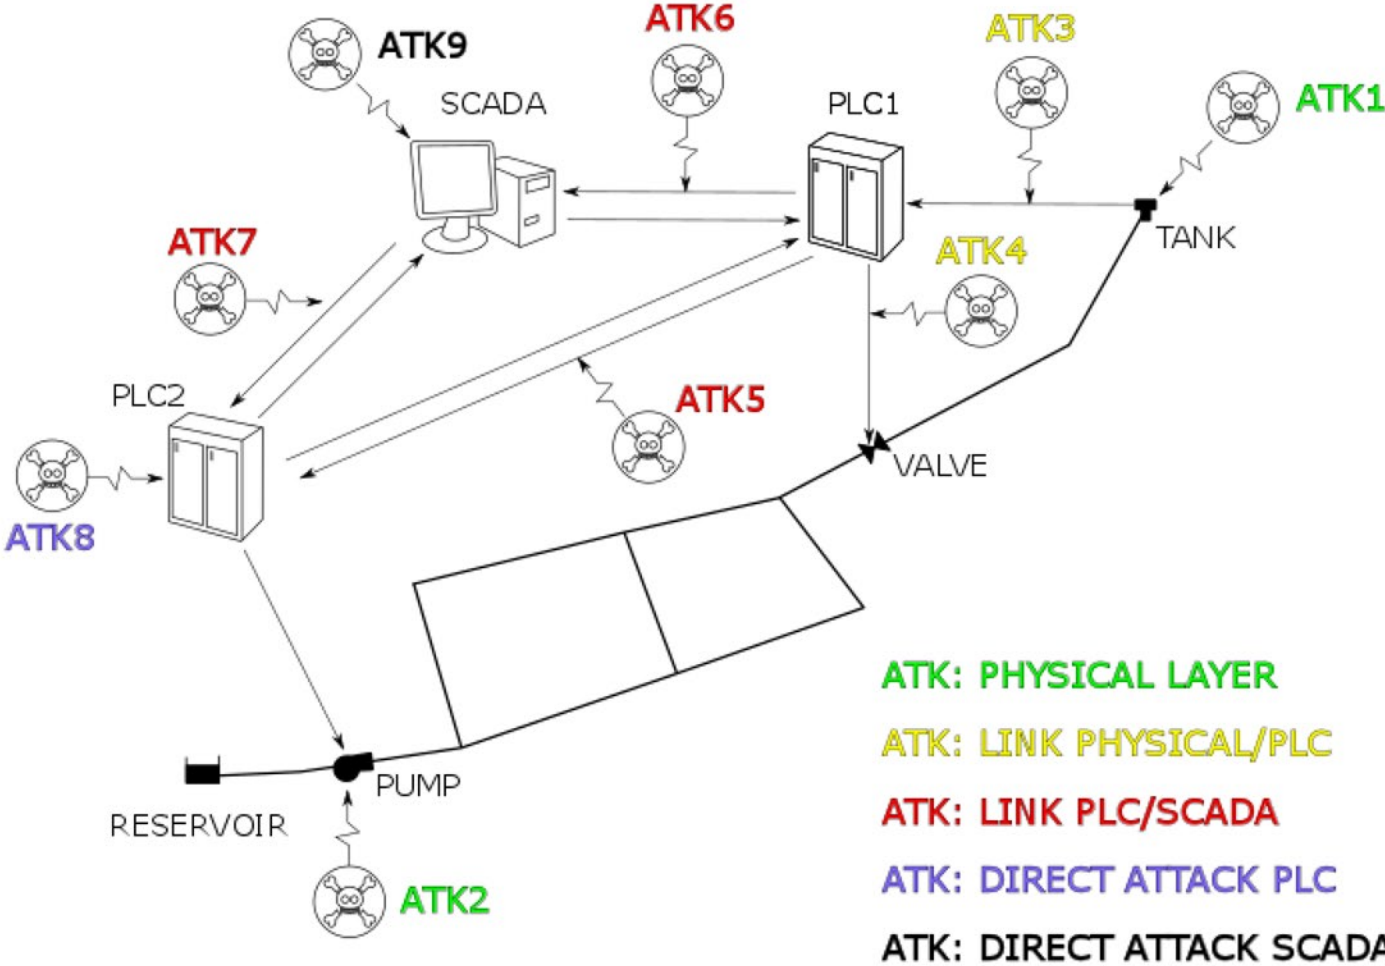 ATK6
ATK3
ATK9
SCADA
PLC1
ATK1
ATK7
ATK4
TANK
PLC2
ATK5
VALVE
ATK8
ATK: PHYSICAL LAYER
ATK: LINK PHYSICAL/PLC
PUMP
RESERVOIR
ATK: LINK PLC/SCADA
ATK: DIRECT ATTACK PLC
ATK2
ATK: DIRECT ATTACK SCADA